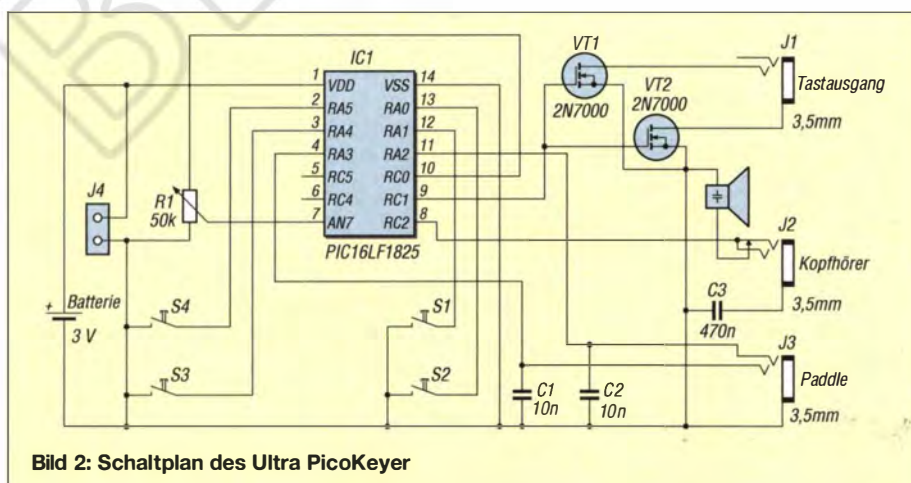 IC1
1 VDD VSS 14
2 RA5 RA0 13
3 RA4 RA1 12
4 RA3 RA2 11
5 RC5 RC0 10
6 RC4 RC1 9
7 AN7 RC2 8
PIC16LF1825
VT1
2N7000
VT2
2N7000
J1
Tastausgang
3,5mm
J4
R1
50k
+ Batterie
3 V
S4
S3
S1
S2
J2
Kopfhörer
3,5mm
C3
470n
J3
Paddle
3,5mm
C1
10n
C2
10n
Bild 2: Schaltplan des Ultra PicoKeyer